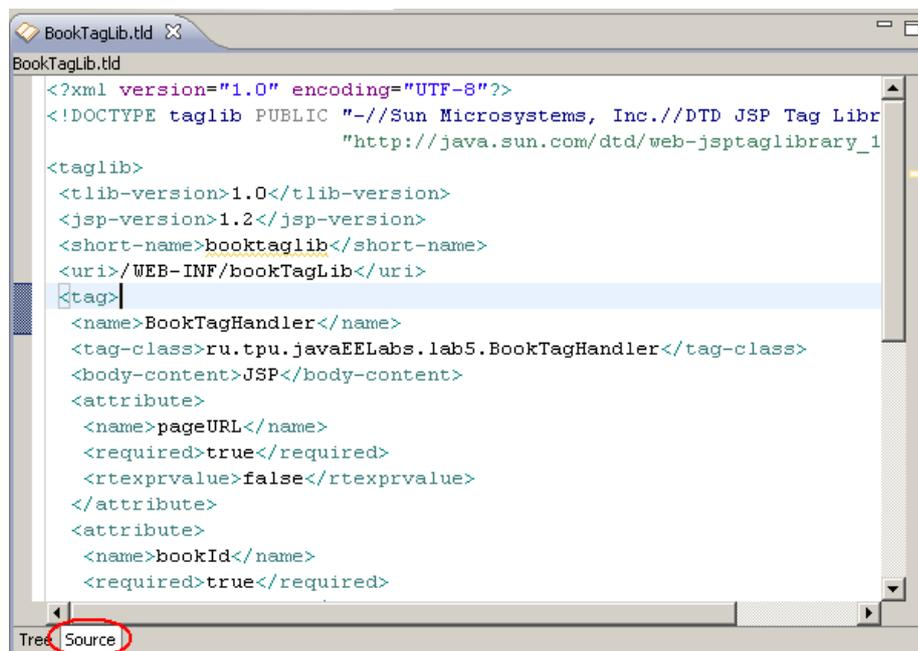 BookTagLib.tld
BookTagLib.tld
<?xml version="1.0" encoding="UTF-8"?>
<!DOCTYPE taglib PUBLIC "-//Sun Microsystems, Inc.//DTD JSP Tag Libr
"http://java.sun.com/dtd/web-jsptaglibrary_1
<taglib>
<tlib-version>1.0</tlib-version>
<jsp-version>1.2</jsp-version>
<short-name>booktaglib</short-name>
<uri>/WEB-INF/bookTagLib</uri>
<tag>
<name>BookTagHandler</name>
<tag-class>ru.tpu.javaEELabs.lab5.BookTagHandler</tag-class>
<body-content>JSP</body-content>
<attribute>
<name>pageURL</name>
<required>true</required>
<rtexprvalue>false</rtexprvalue>
</attribute>
<attribute>
<name>bookId</name>
<required>true</required>
Tree Source